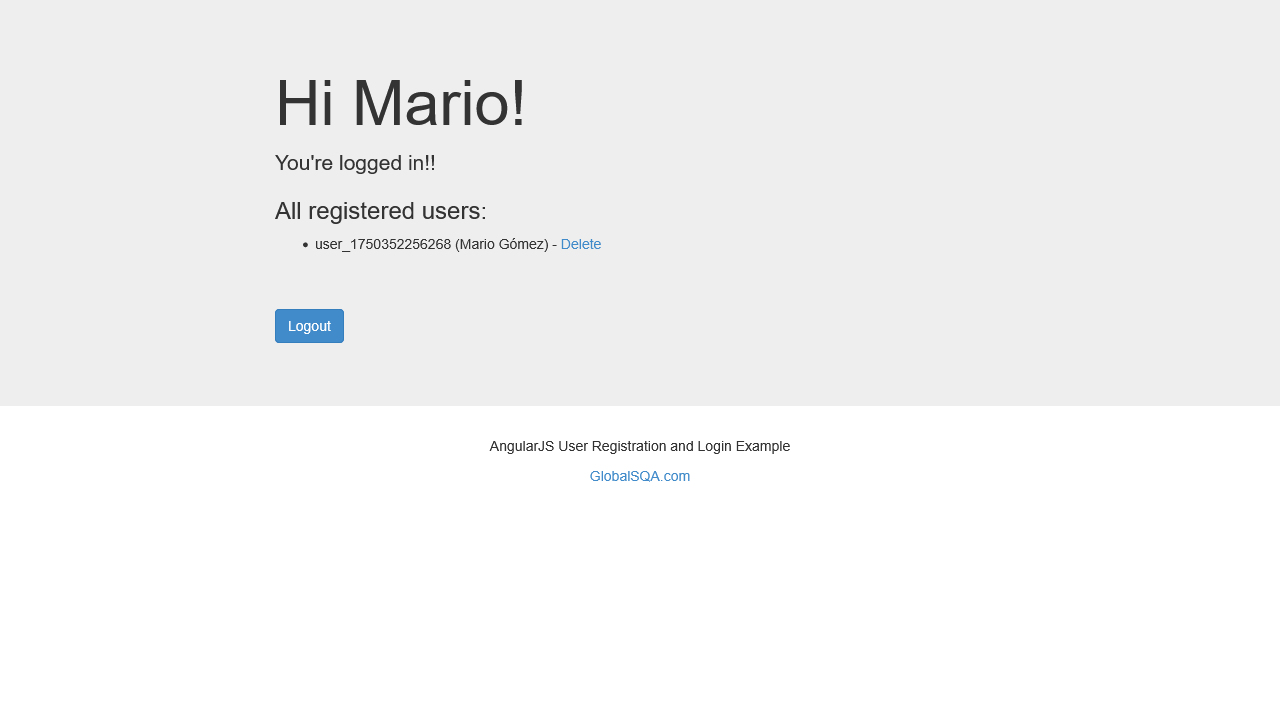 Hi Mario!
You're logged in!!
All registered users:
user_1750352256268 (Mario Gómez) - Delete
Logout
AngularJS User Registration and Login Example
GlobalSQA.com